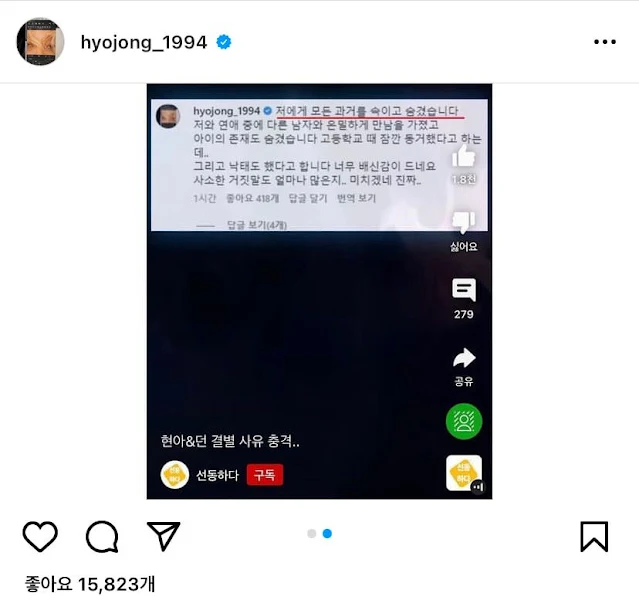 hyojong_1994
hyojong_1994 저에게 모든 과거를 속이고 숨겼습니다
저와 연애 중에 다른 남자와 은밀하게 만남을 가졌고
아이의 존재도 숨겼습니다 고등학교 때 잠깐 동거했다고 하는
데..
그리고 낙태도 했다고 합니다 너무 배신감이 드네요
사소한 거짓말도 얼마나 많은지.. 미치겠네 진짜..
1시간 좋아요 418개 답글 달기 번역 보기
답글 보기(4개)
1.8천
싫어요
279
공유
현아&던 결별 사유 충격..
선동하다 선동하다 구독
선동하다
좋아요 15,823개